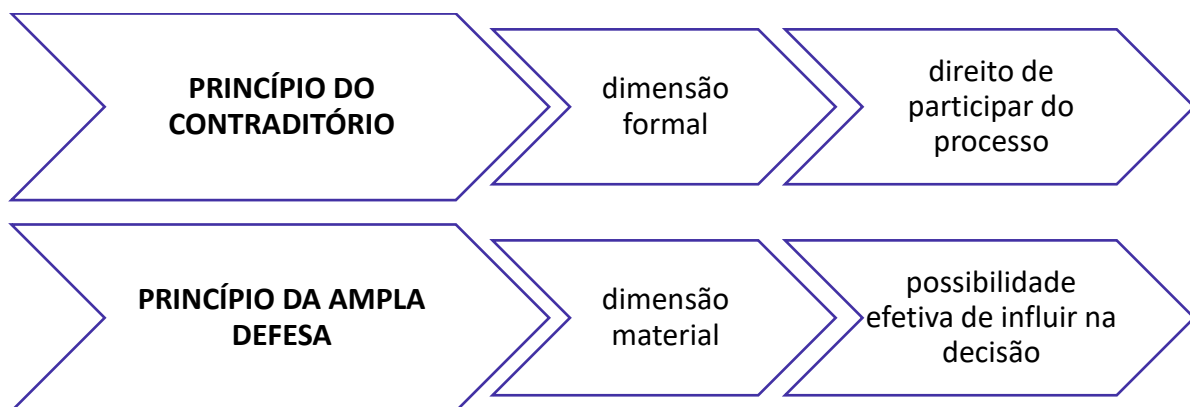 PRINCÍPIO DO
CONTRADITÓRIO
dimensão
formal
direito de
participar do
processo
PRINCÍPIO DA AMPLA
DEFESA
dimensão
material
possibilidade
efetiva de influir na
decisão